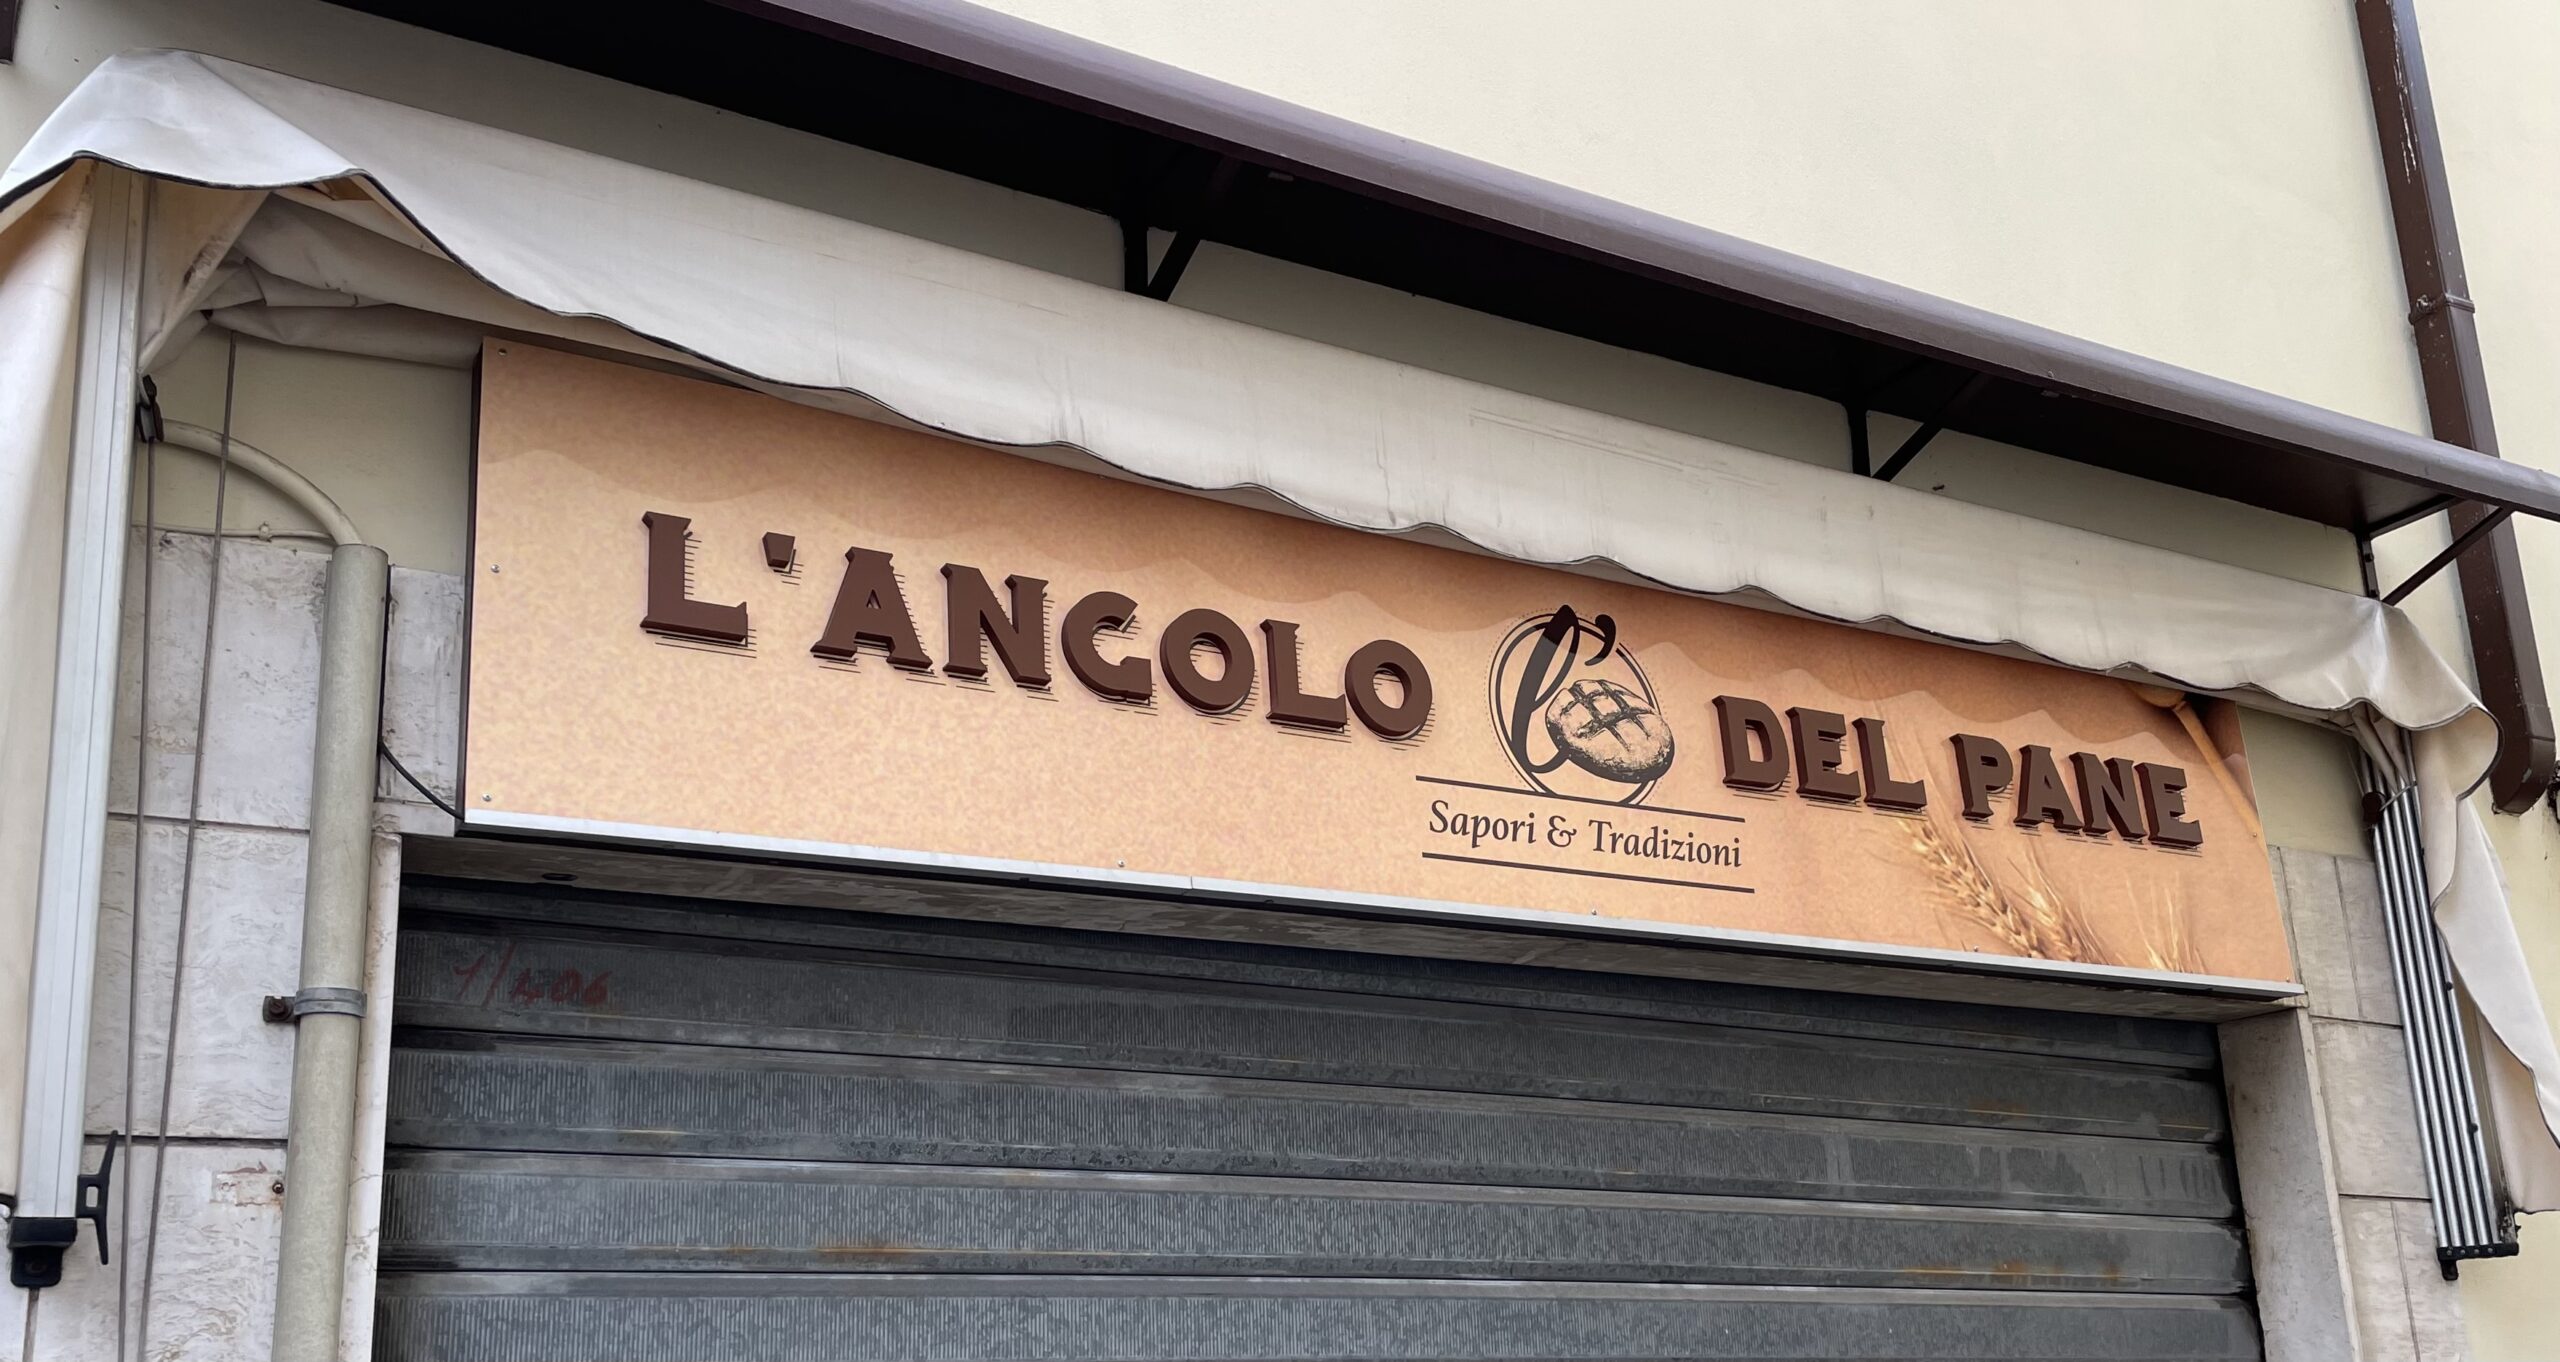 L'ANGOLO DEL PANE
l'
Sapori & Tradizioni
1/406